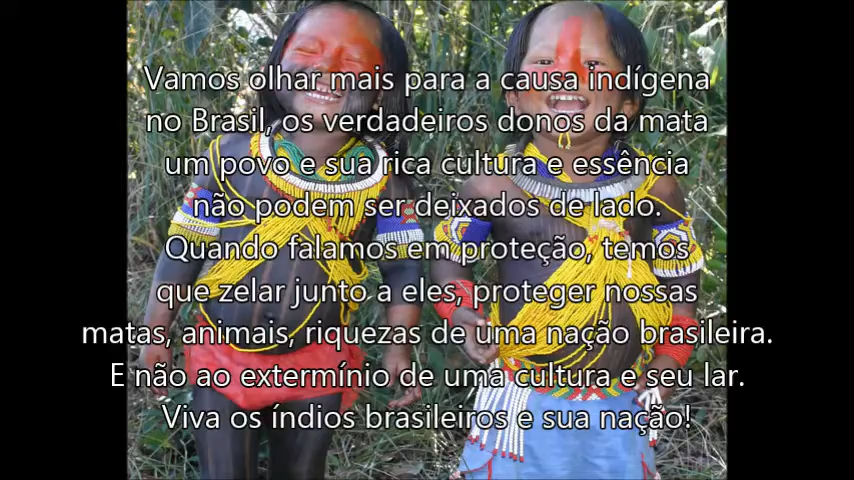 Vamos olhar mais para a causa indígena
no Brasil, os verdadeiros donos da mata
um povo e sua rica cultura e essência
não podem ser deixados de lado.
Quando falamos em proteção, temos
que zelar junto a eles, proteger nossas
matas, animais, riquezas de uma nação brasileira.
E não ao extermínio de uma cultura e seu lar.
Viva os índios brasileiros e sua nação!